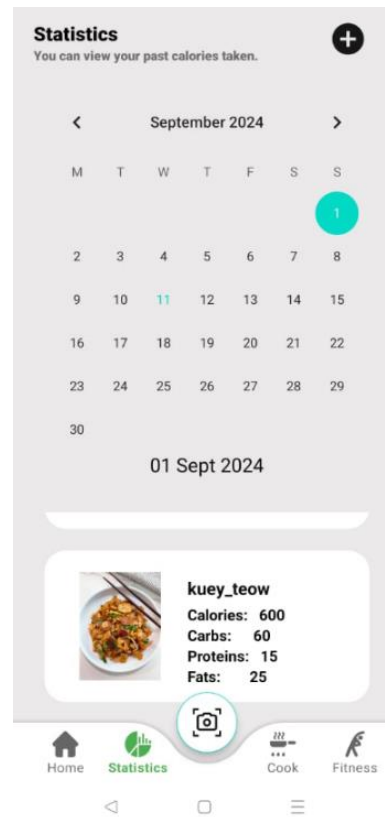 Statistics
You can view your past calories taken.
September 2024
M T W T F S S
1
2 3 4 5 6 7 8
9 10 11 12 13 14 15
16 17 18 19 20 21 22
23 24 25 26 27 28 29
30
01 Sept 2024
kuey_teow
Calories: 600
Carbs: 60
Proteins: 15
Fats: 25
Home Statistics Cook Fitness